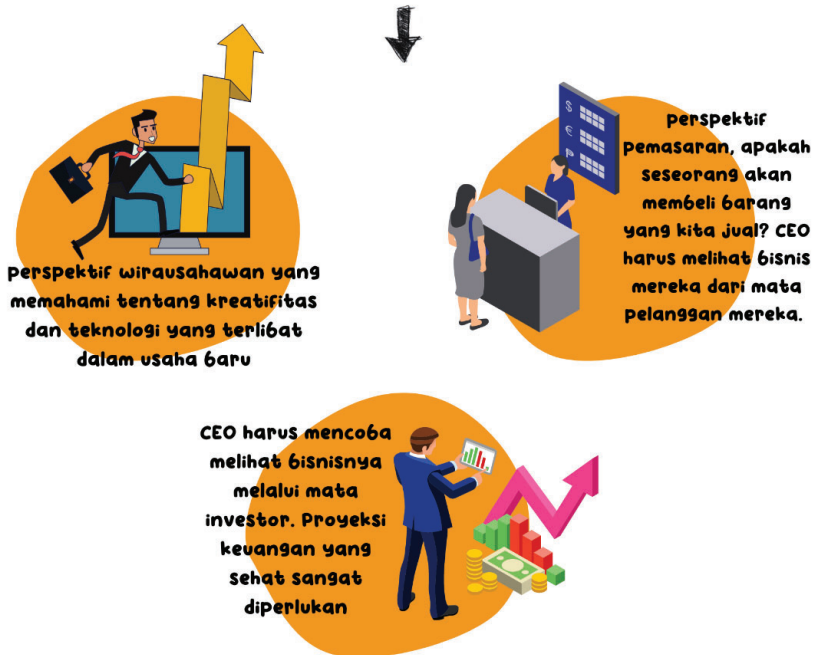 perspektif wirausahawan yang
memahami tentang kreatifitas
dan teknologi yang terlibat
dalam usaha baru
perspektif
pemasaran, apakah
seseorang akan
membeli barang
yang kita jual? CEO
harus melihat bisnis
mereka dari mata
pelanggan mereka.
$
€
₽
CEO harus mencoba
melihat bisnisnya
melalui mata
investor. Proyeksi
keuangan yang
sehat sangat
diperlukan